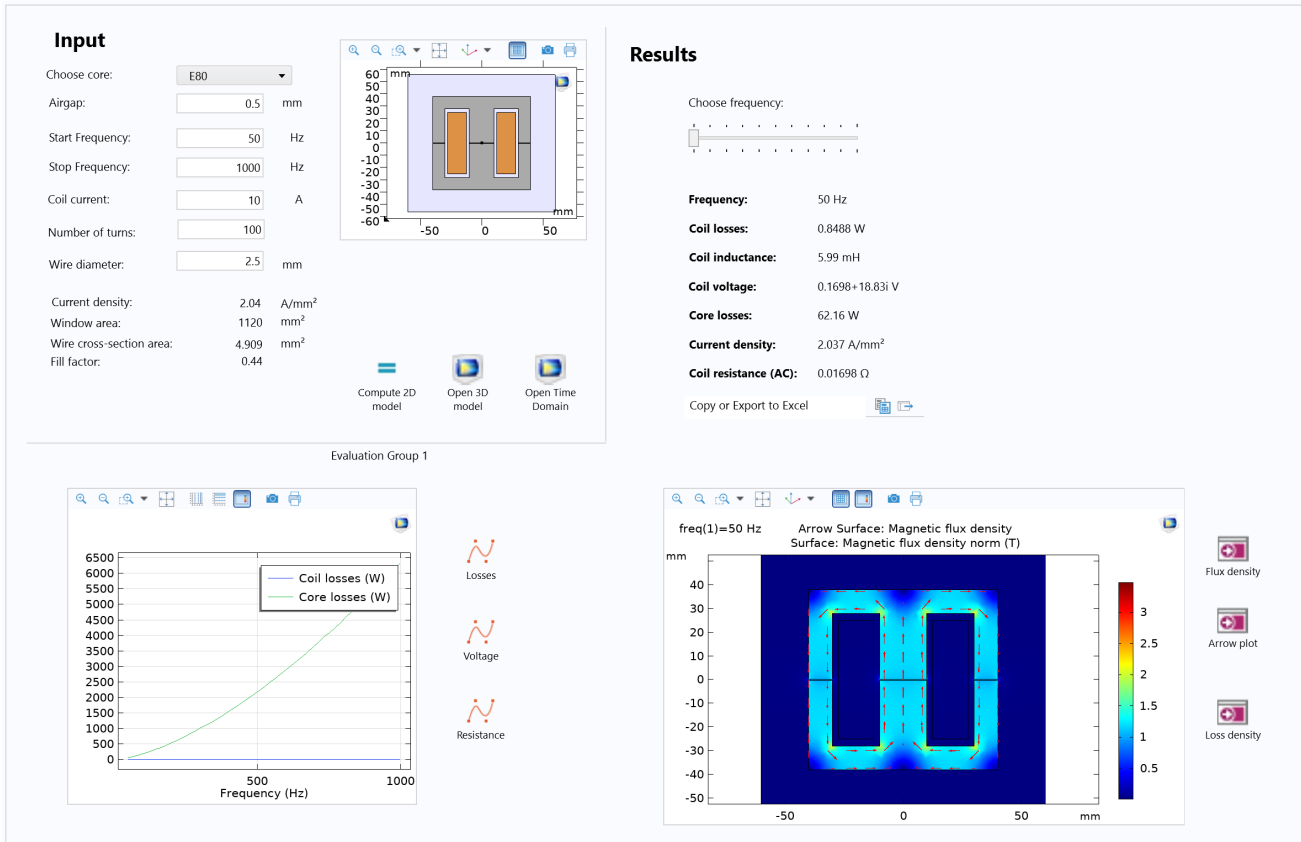 Input
Choose core:
E80
Airgap:
0.5 mm
Start Frequency:
50 Hz
Stop Frequency:
1000 Hz
Coil current:
10 A
Number of turns:
100
Wire diameter:
2.5 mm
Current density:
2.04 A/mm²
Window area:
1120 mm²
Wire cross-section area:
4.909 mm²
Fill factor:
0.44
mm
60
50
40
30
20
10
0
-10
-20
-30
-40
-50
-60
mm
-50 0 50
Compute 2D
model
Open 3D
model
Open Time
Domain
Results
Choose frequency:
Frequency: 50 Hz
Coil losses: 0.8488 W
Coil inductance: 5.99 mH
Coil voltage: 0.1698+18.83i V
Core losses: 62.16 W
Current density: 2.037 A/mm²
Coil resistance (AC): 0.01698 Ω
Copy or Export to Excel
Evaluation Group 1
6500
6000
5500
5000
4500
4000
3500
3000
2500
2000
1500
1000
500
0
Coil losses (W)
Core losses (W)
500 1000
Frequency (Hz)
Losses
Voltage
Resistance
freq(1)=50 Hz
Arrow Surface: Magnetic flux density
Surface: Magnetic flux density norm (T)
mm
40
30
20
10
0
-10
-20
-30
-40
-50
-50 0 50 mm
3
2.5
2
1.5
1
0.5
Flux density
Arrow plot
Loss density